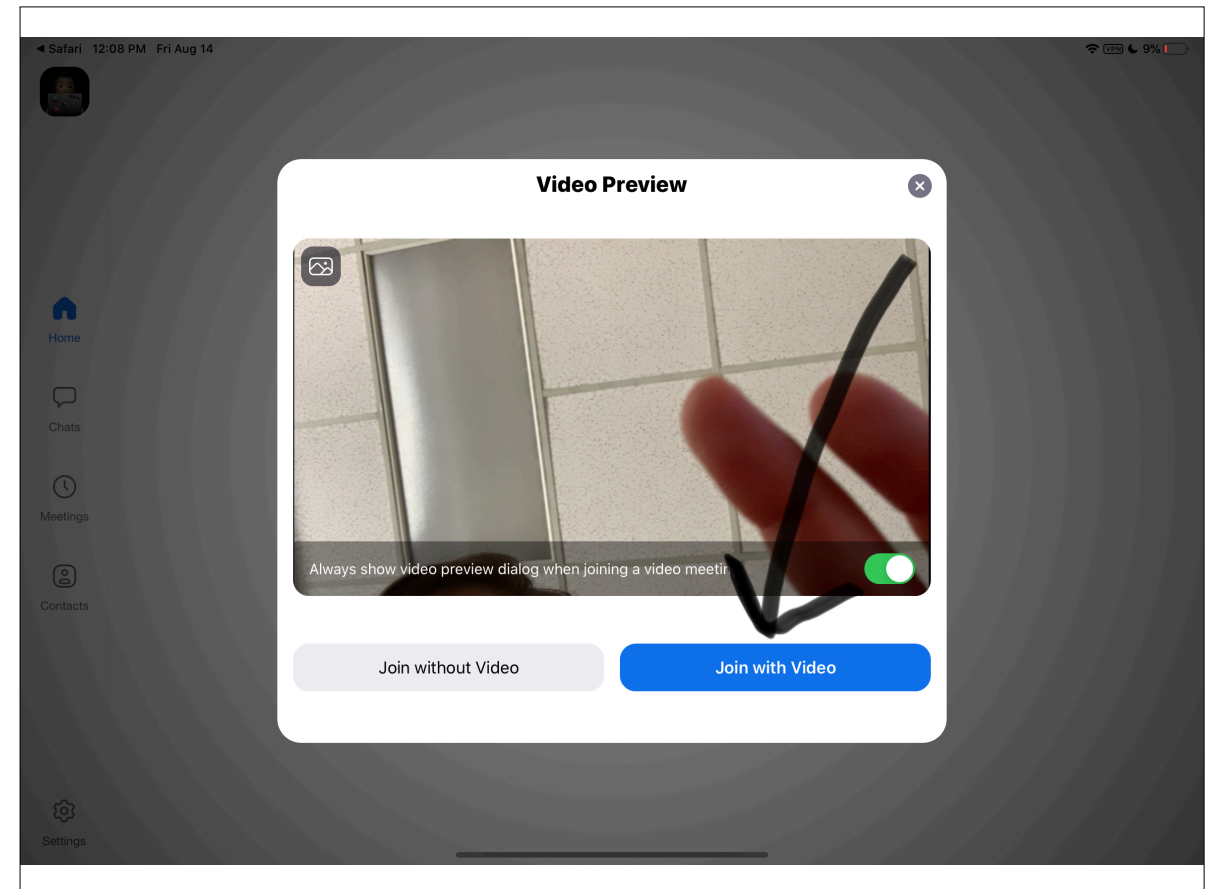 Safari 12:08 PM Fri Aug 14
VPN 9%
Video Preview
Home
Chats
Meetings
Contacts
Always show video preview dialog when joining a video
Join without Video
Join with Video
Settings